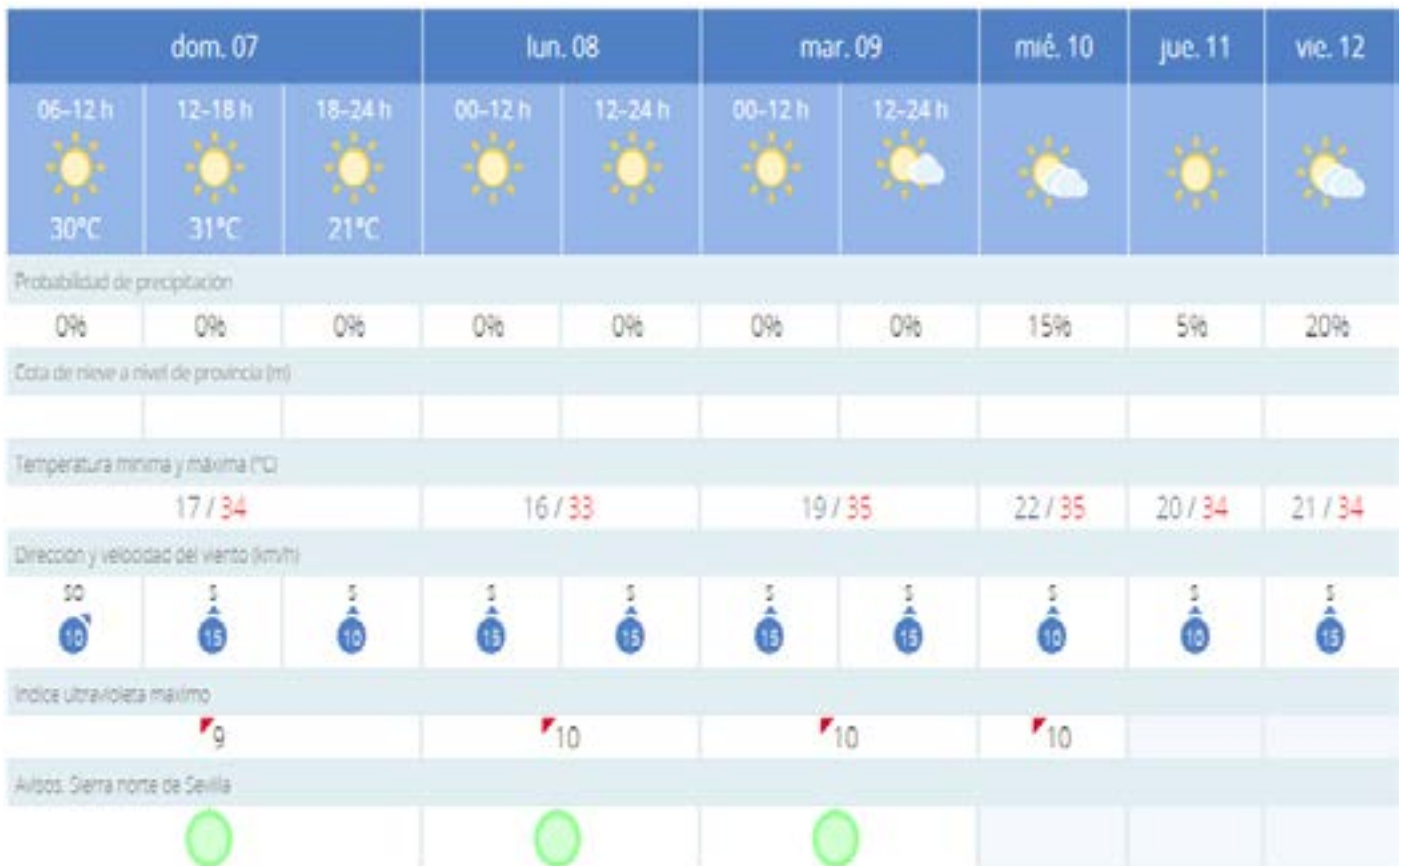 dom. 07 lun. 08 mar. 09 mié. 10 jue. 11 vie. 12
06–12 h 12–18 h 18–24 h 00–12 h 12–24 h 00–12 h 12–24 h
30°C 31°C 21°C
Probabilidad de precipitación
0% 0% 0% 0% 0% 0% 0% 15% 5% 20%
Cota de nieve a nivel de provincia (m)
Temperatura mínima y máxima (°C)
17 / 34 16 / 33 19 / 35 22 / 35 20 / 34 21 / 34
Dirección y velocidad del viento (km/h)
SO S S S S S S S S S
10 15 10 15 15 15 15 10 10 15
Indice ultravioleta máximo
9 10 10 10
Avisos. Sierra norte de Sevilla